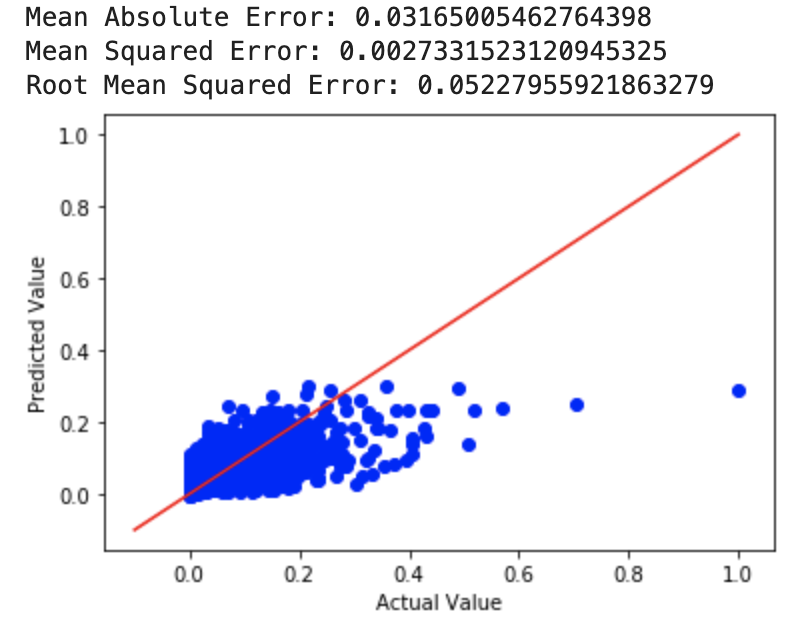 Mean Absolute Error: 0.03165005462764398
Mean Squared Error: 0.0027331523120945325
Root Mean Squared Error: 0.05227955921863279
1.0
0.8
0.6
0.4
0.2
0.0
Predicted Value
0.0 0.2 0.4 0.6 0.8 1.0
Actual Value